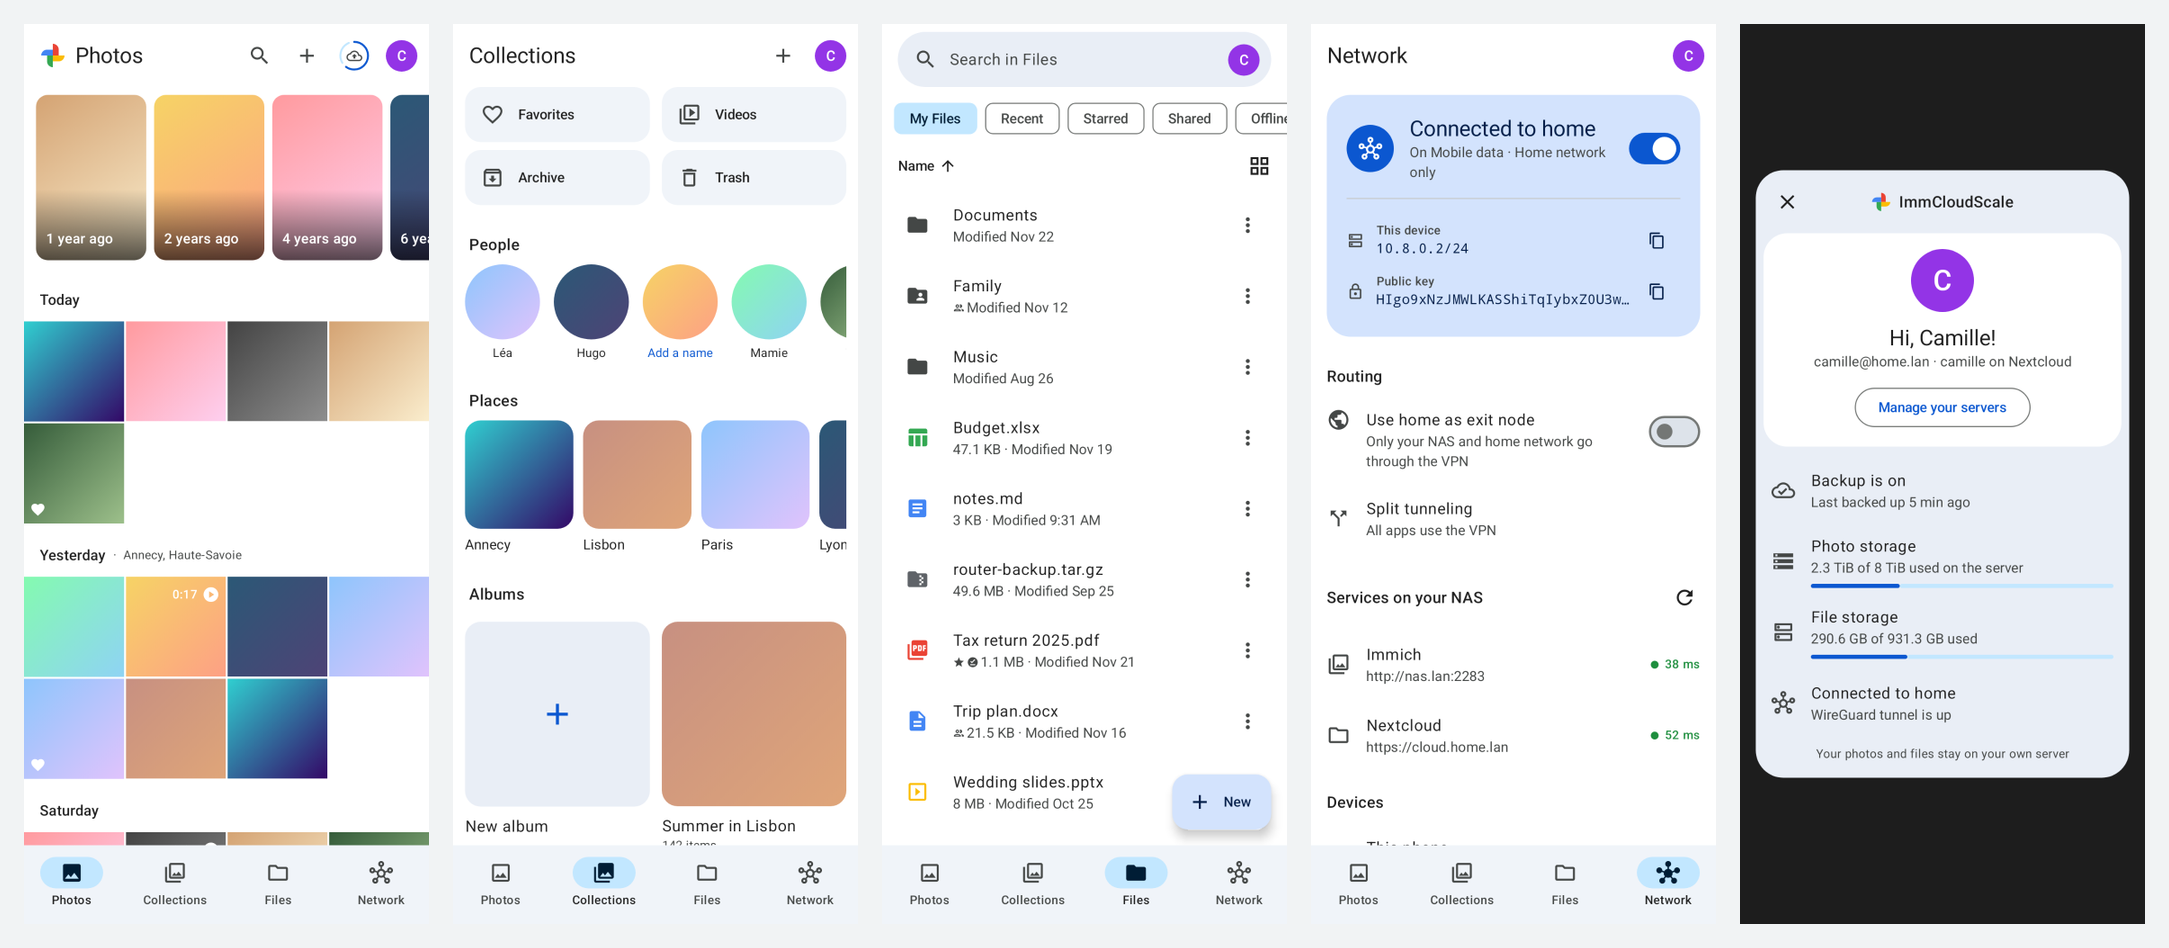 Photos
C
1 year ago
2 years ago
4 years ago
6 yea
Today
Yesterday · Annecy, Haute-Savoie
0:17
Saturday
Photos
Collections
Files
Network
Collections
C
Favorites
Videos
Archive
Trash
People
Léa
Hugo
Add a name
Mamie
Places
Annecy
Lisbon
Paris
Lyon
Albums
New album
Summer in Lisbon
142 items
Photos
Collections
Files
Network
Search in Files
C
My Files
Recent
Starred
Shared
Offline
Name
Documents
Modified Nov 22
Family
Modified Nov 12
Music
Modified Aug 26
Budget.xlsx
47.1 KB · Modified Nov 19
notes.md
3 KB · Modified 9:31 AM
router-backup.tar.gz
49.6 MB · Modified Sep 25
PDF
Tax return 2025.pdf
1.1 MB · Modified Nov 21
Trip plan.docx
21.5 KB · Modified Nov 16
Wedding slides.pptx
8 MB · Modified Oct 25
New
Photos
Collections
Files
Network
Network
C
Connected to home
On Mobile data · Home network
only
This device
10.8.0.2/24
Public key
HIgo9xNzJMWLKASShiTqIybxZ0U3w…
Routing
Use home as exit node
Only your NAS and home network go
through the VPN
Split tunneling
All apps use the VPN
Services on your NAS
Immich
http://nas.lan:2283
38 ms
Nextcloud
https://cloud.home.lan
52 ms
Devices
This phone
Photos
Collections
Files
Network
ImmCloudScale
C
Hi, Camille!
camille@home.lan · camille on Nextcloud
Manage your servers
Backup is on
Last backed up 5 min ago
Photo storage
2.3 TiB of 8 TiB used on the server
File storage
290.6 GB of 931.3 GB used
Connected to home
WireGuard tunnel is up
Your photos and files stay on your own server